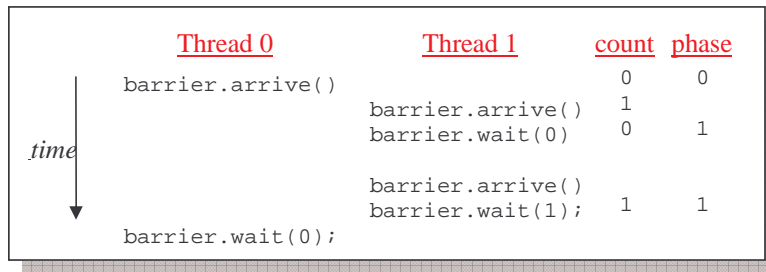 Thread 0 Thread 1 count phase
barrier.arrive() 0 0
barrier.arrive() 1
barrier.wait(0) 0 1
time
barrier.arrive()
barrier.wait(1); 1 1
barrier.wait(0);